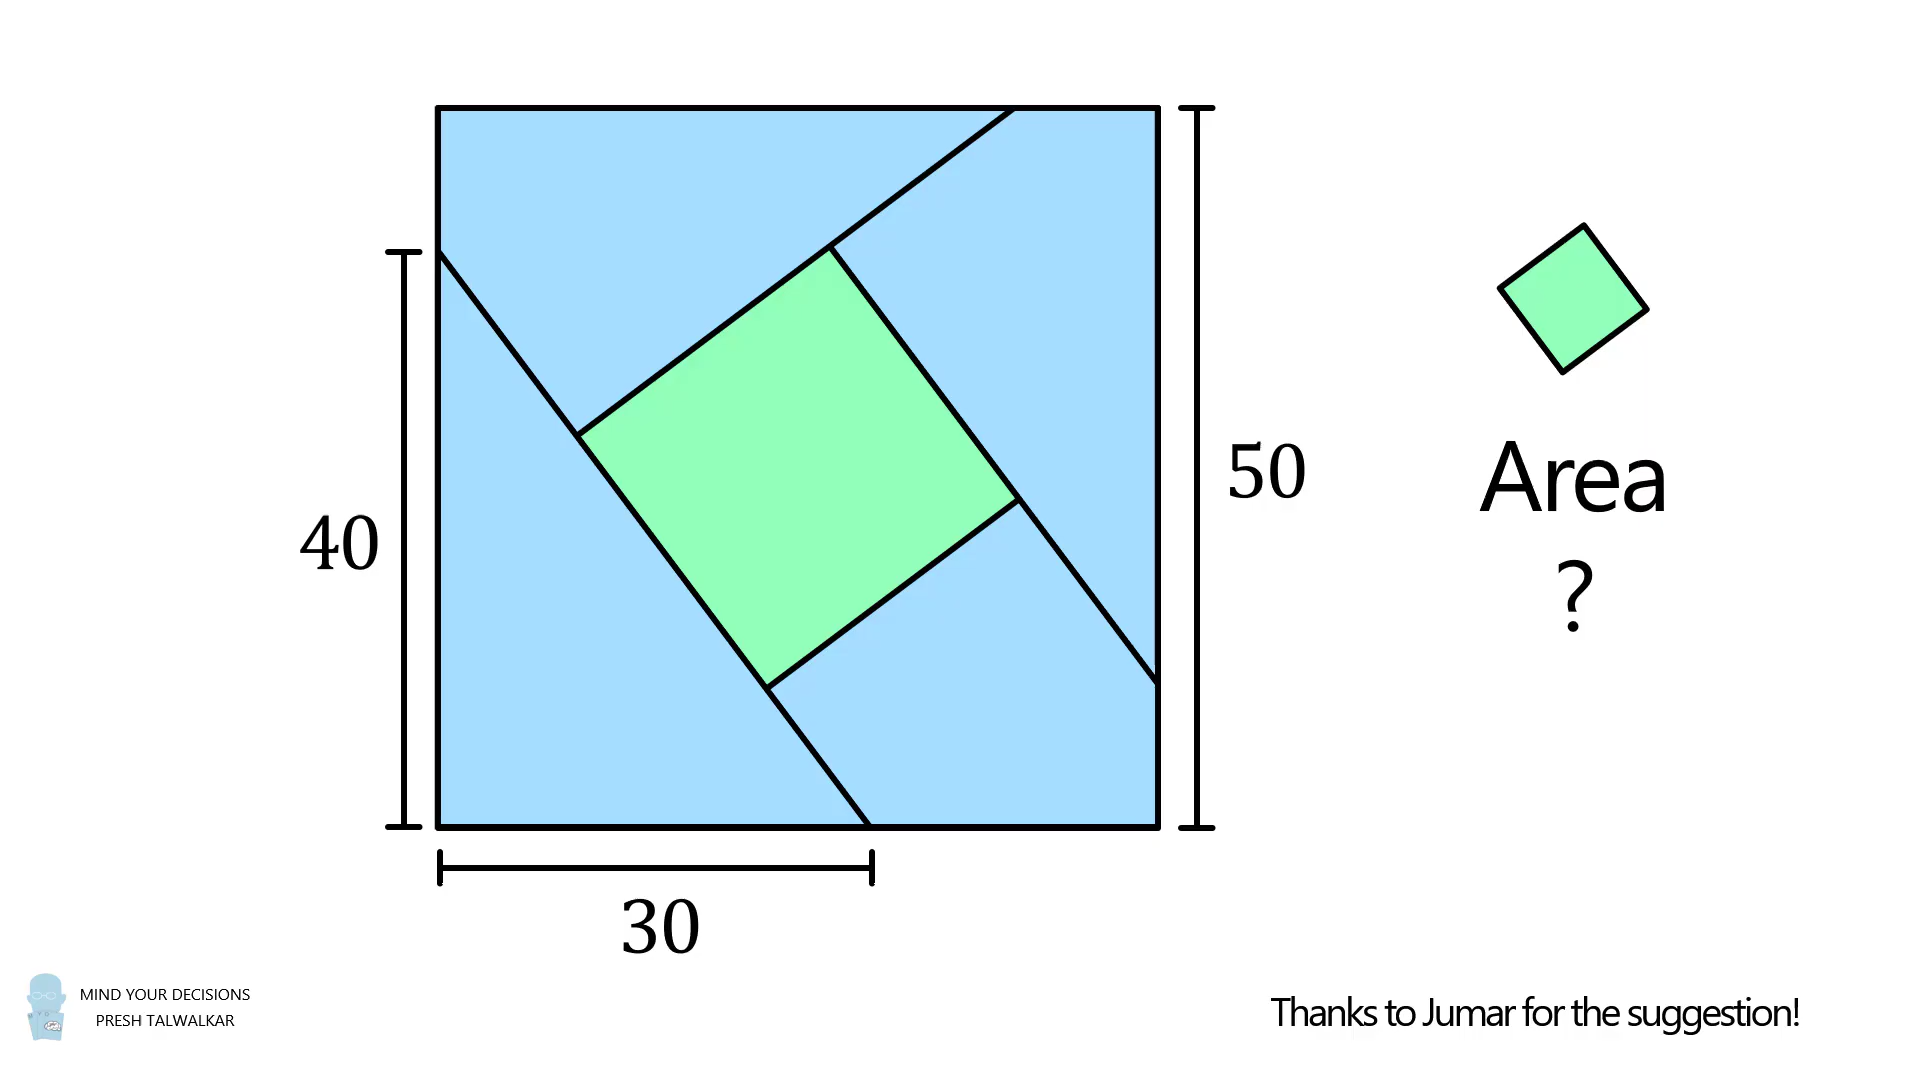 40
50
30
Area
?
MIND YOUR DECISIONS
PRESH TALWALKAR
Thanks to Jumar for the suggestion!